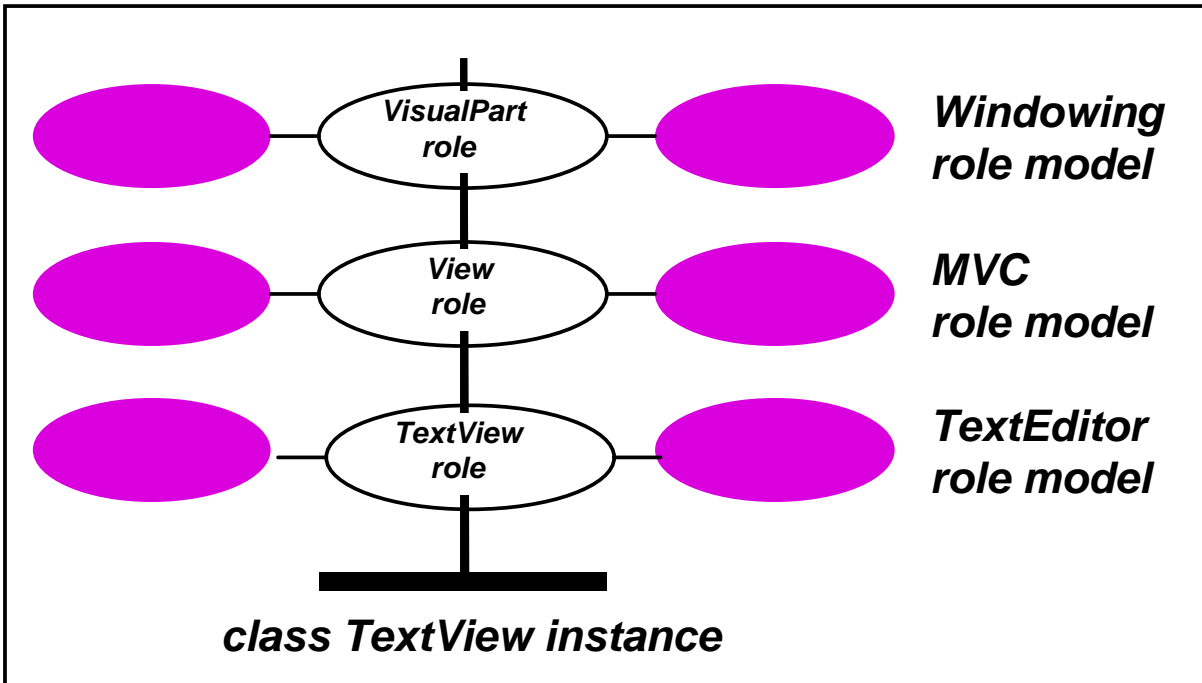 VisualPart
role
Windowing
role model
View
role
MVC
role model
TextView
role
TextEditor
role model
class TextView instance